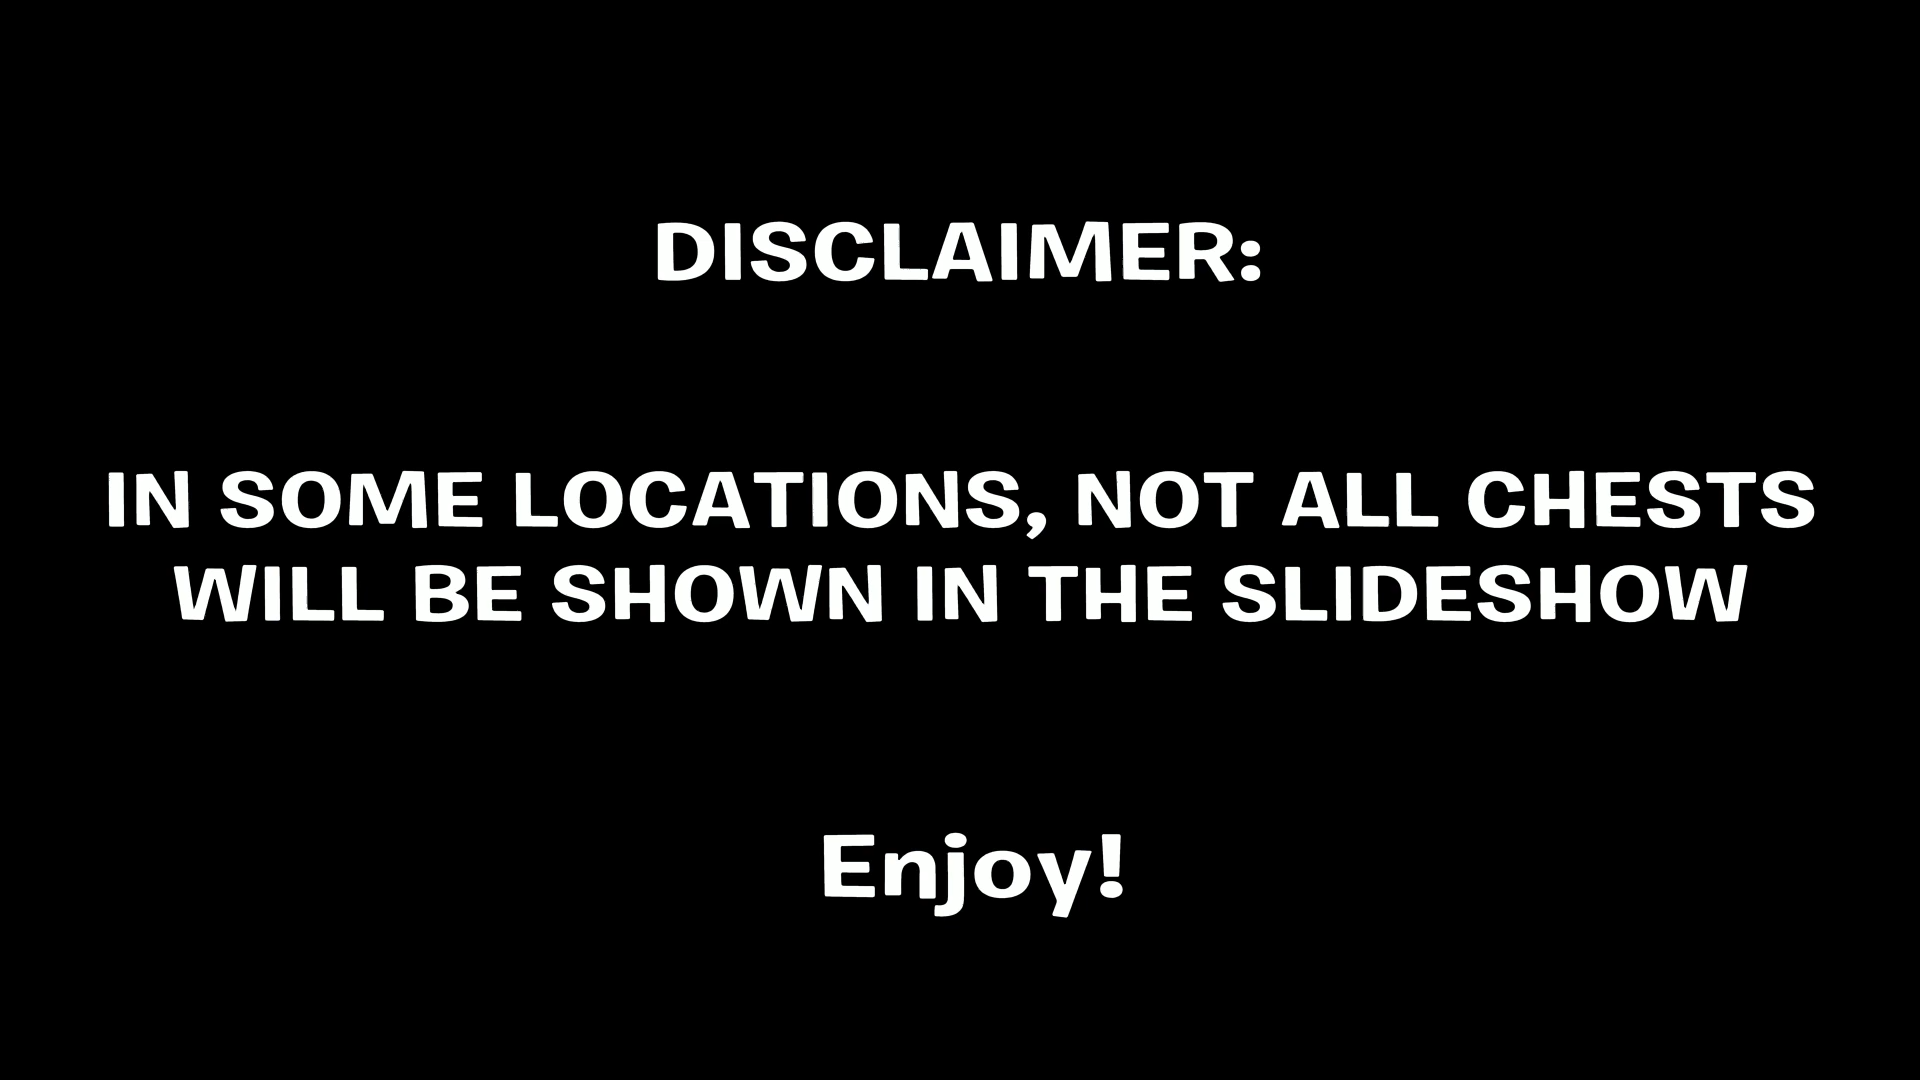 DISCLAIMER:
IN SOME LOCATIONS, NOT ALL CHESTS
WILL BE SHOWN IN THE SLIDESHOW
Enjoy!